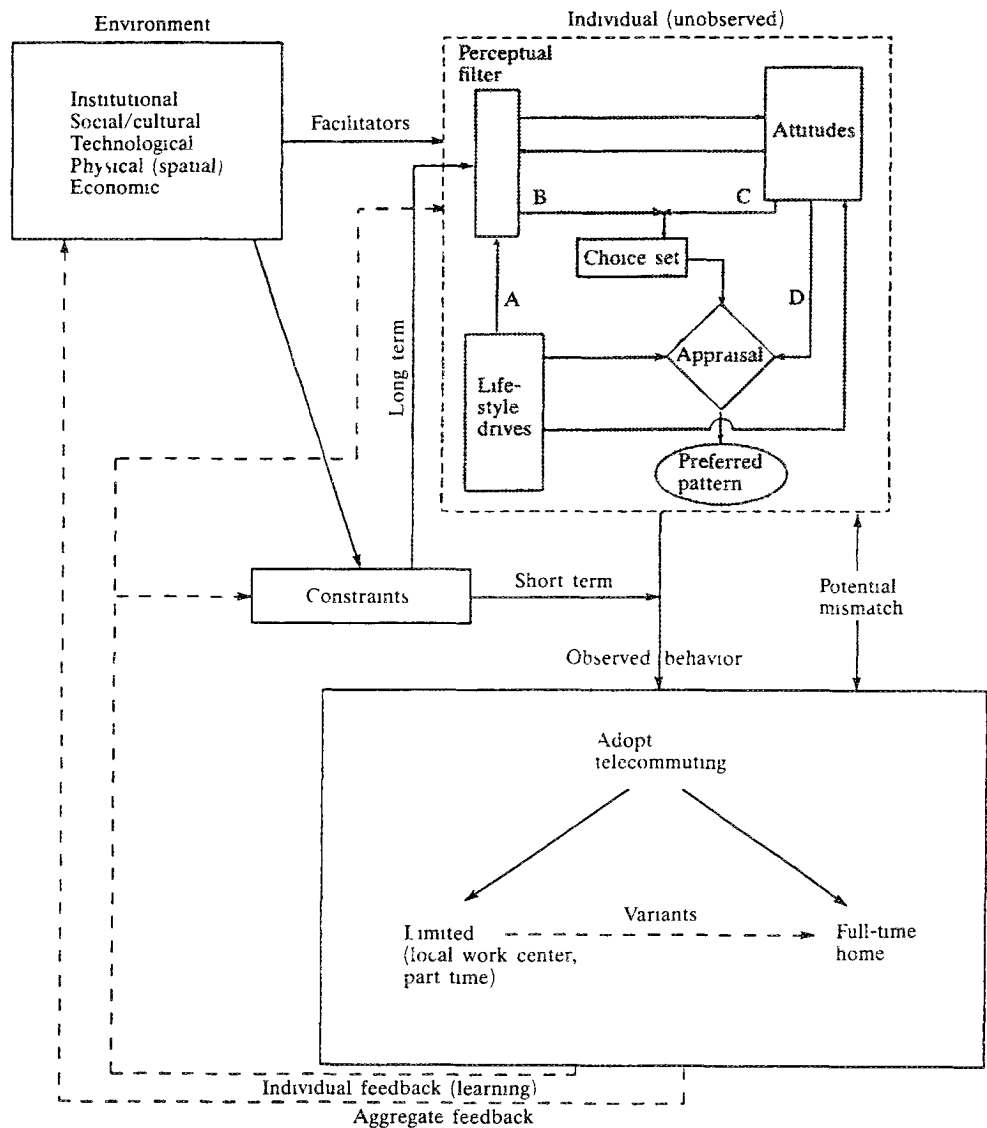 Environment
Individual (unobserved)
Institutional
Social/cultural
Technological
Physical (spatial)
Economic
Facilitators
Perceptual
filter
Attitudes
B
C
Choice set
A
D
Appraisal
Life-
style
drives
Preferred
pattern
Long term
Constraints
Short term
Potential
mismatch
Observed behavior
Adopt
telecommuting
Variants
Limited
(local work center,
part time)
Full-time
home
Individual feedback (learning)
Aggregate feedback